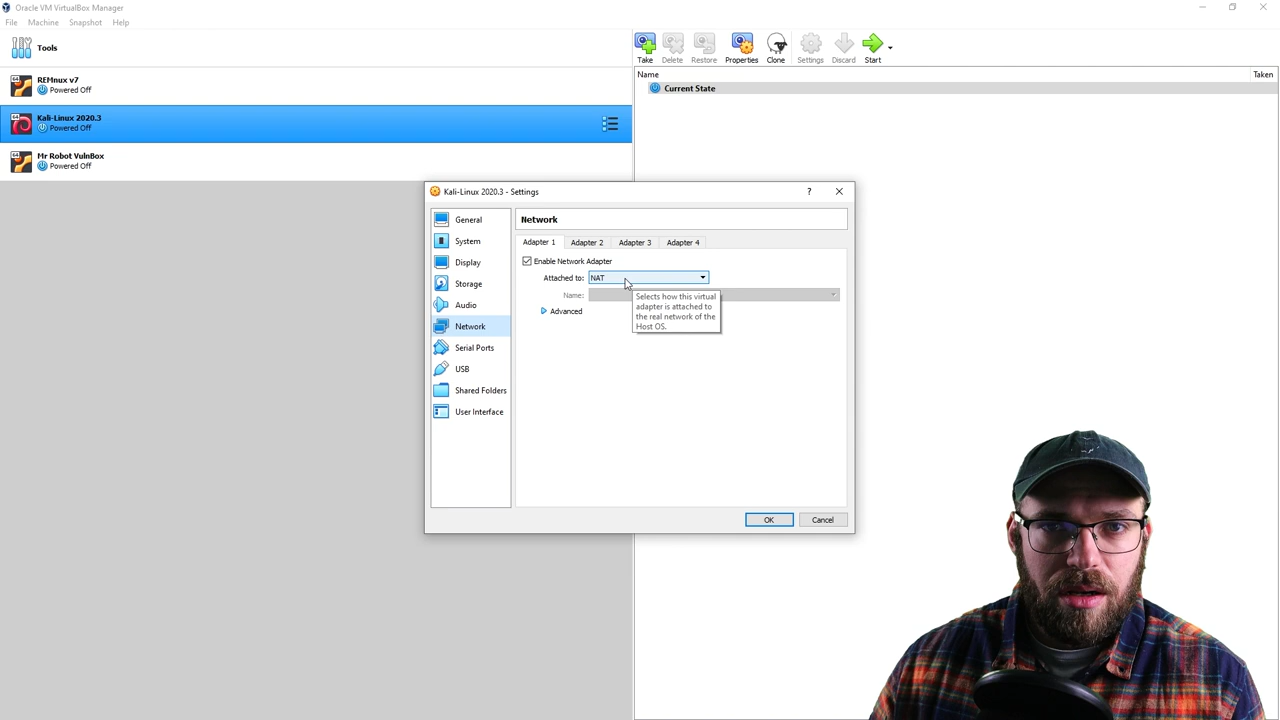 Oracle VM VirtualBox Manager
File Machine Snapshot Help
Tools
REMnux v7
Powered Off
Kali-Linux 2020.3
Powered Off
Mr Robot VulnBox
Powered Off
Take Delete Restore Properties Clone Settings Discard Start
Name Taken
Current State
Kali-Linux 2020.3 - Settings
General
System
Display
Storage
Audio
Network
Serial Ports
USB
Shared Folders
User Interface
Network
Adapter 1 Adapter 2 Adapter 3 Adapter 4
Enable Network Adapter
Attached to: NAT
Name:
Advanced
Selects how this virtual
adapter is attached to
the real network of the
Host OS.
OK Cancel